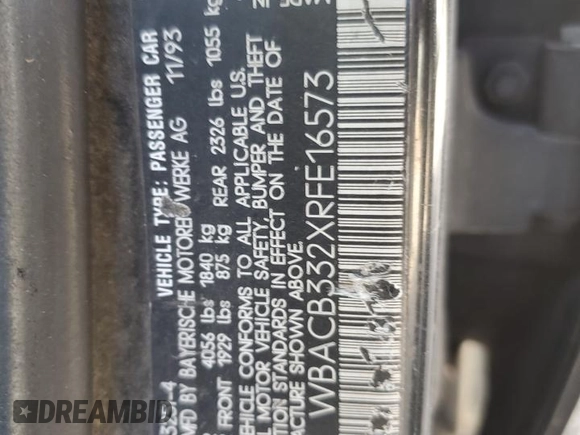 VEHICLE TYPE: PASSENGER CAR
MFG BY BAYERISCHE MOTOREN WERKE AG 11/93
4056 lbs 1840 kg
FRONT 1929 lbs 875 kg REAR 2326 lbs 1055 kg
VEHICLE CONFORMS TO ALL APPLICABLE U.S.
MOTOR VEHICLE SAFETY, BUMPER AND THEFT
STANDARDS IN EFFECT ON THE DATE OF
SHOWN ABOVE.
WBACB332XRFE16573
DREAMBID.com